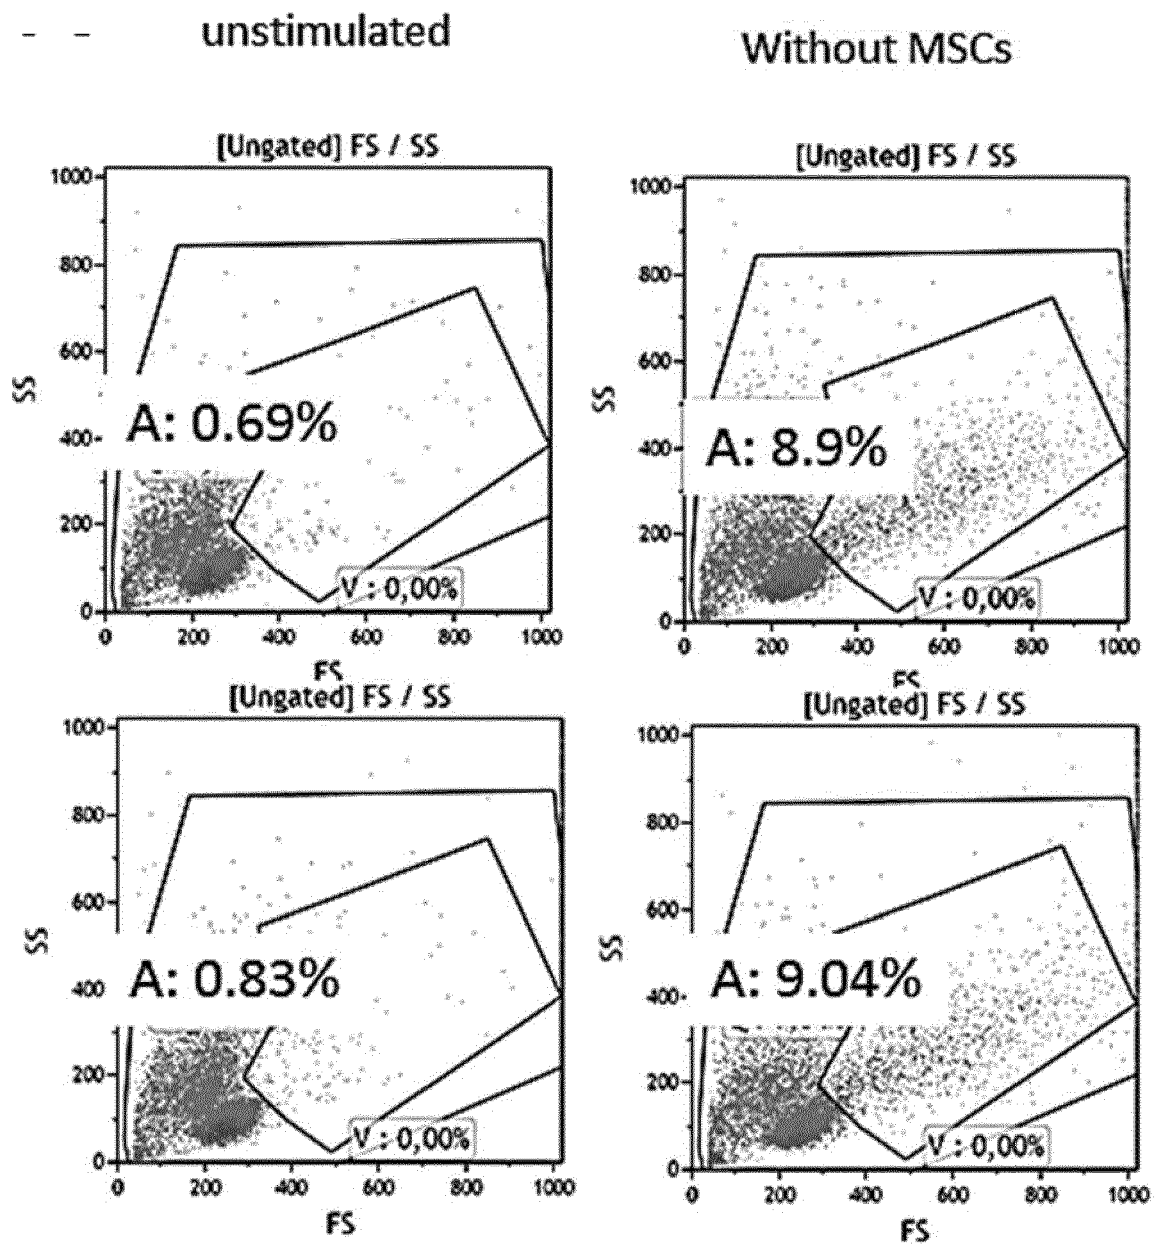 - -
unstimulated
Without MSCs
[Ungated] FS / SS
1000
800
600
400
200
0
SS
A: 0.69%
V : 0,00%
0 200 400 600 800 1000
FS
[Ungated] FS / SS
1000
800
600
400
200
0
SS
A: 8.9%
V : 0,00%
0 200 400 600 800 1000
FS
[Ungated] FS / SS
1000
800
600
400
200
0
SS
A: 0.83%
V : 0,00%
0 200 400 600 800 1000
FS
[Ungated] FS / SS
1000
800
600
400
200
0
SS
A: 9.04%
V : 0,00%
0 200 400 600 800 1000
FS